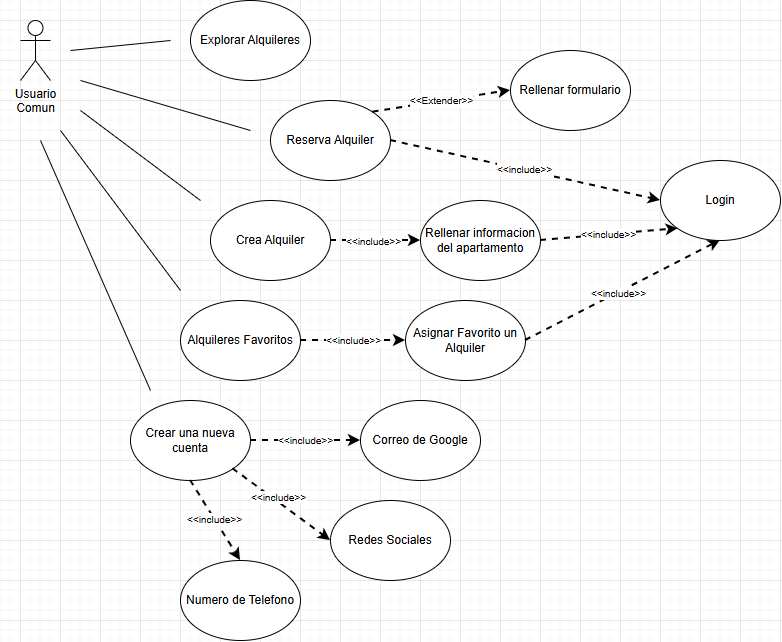 Explorar Alquileres
Usuario
Comun
Rellenar formulario
<<Extender>>
Reserva Alquiler
<<include>>
Login
Crea Alquiler
<<include>>
Rellenar informacion
del apartamento
<<include>>
<<include>>
Alquileres Favoritos
<<include>>
Asignar Favorito un
Alquiler
Crear una nueva
cuenta
<<include>>
Correo de Google
<<include>>
<<include>>
Redes Sociales
Numero de Telefono